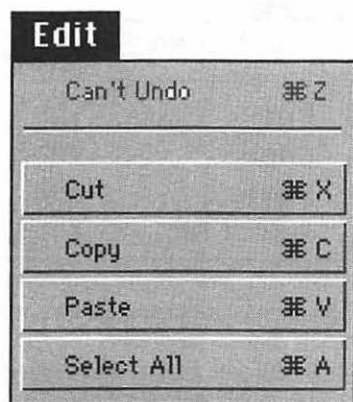 Edit
Can't Undo ⌘ Z
Cut ⌘ X
Copy ⌘ C
Paste ⌘ V
Select All ⌘ A